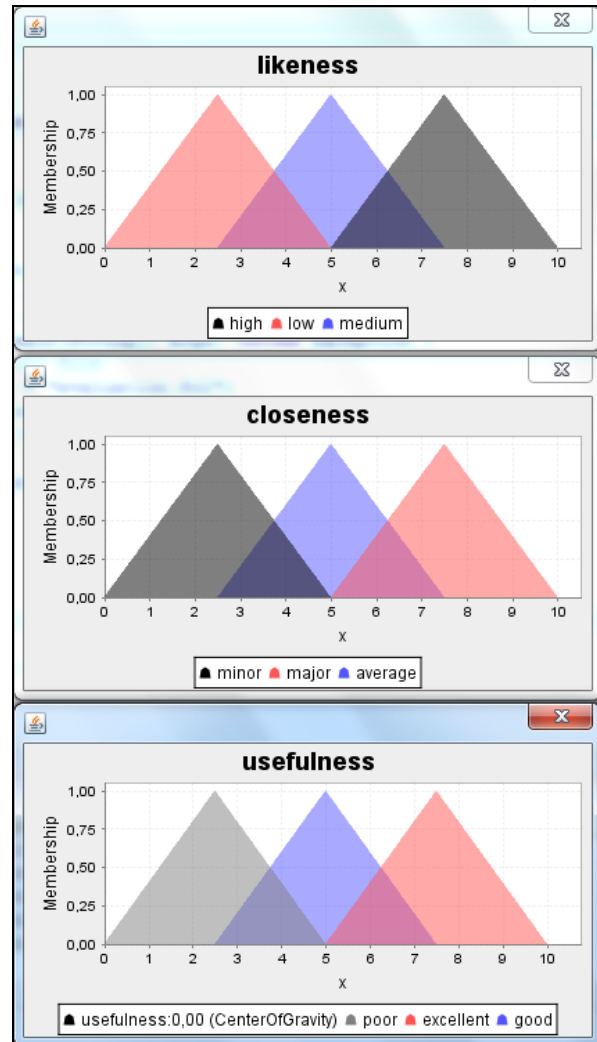 likeness
1,00
0,75
0,50
0,25
0,00
Membership
0 1 2 3 4 5 6 7 8 9 10
x
high low medium
closeness
1,00
0,75
0,50
0,25
0,00
Membership
0 1 2 3 4 5 6 7 8 9 10
x
minor major average
usefulness
1,00
0,75
0,50
0,25
0,00
Membership
0 1 2 3 4 5 6 7 8 9 10
x
usefulness:0,00 (CenterOfGravity) poor excellent good